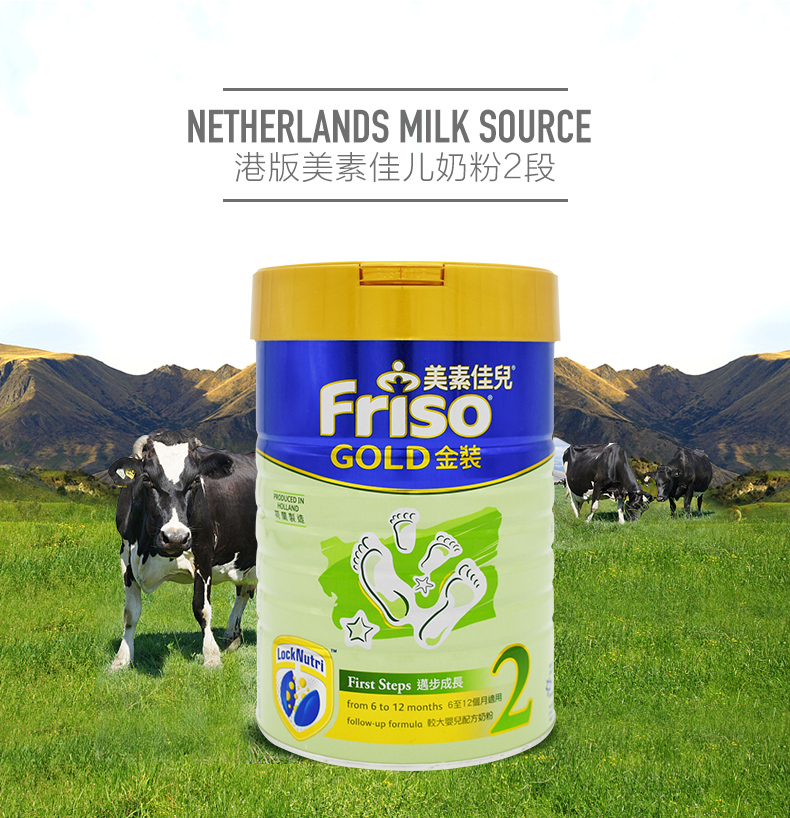 NETHERLANDS MILK SOURCE
港版美素佳儿奶粉2段
美素佳兒®
Friso
GOLD 金裝
PRODUCED IN
HOLLAND
荷蘭製造
LockNutri™
First Steps 邁步成長
2
from 6 to 12 months 6至12個月適用
follow-up formula 較大嬰兒配方奶粉